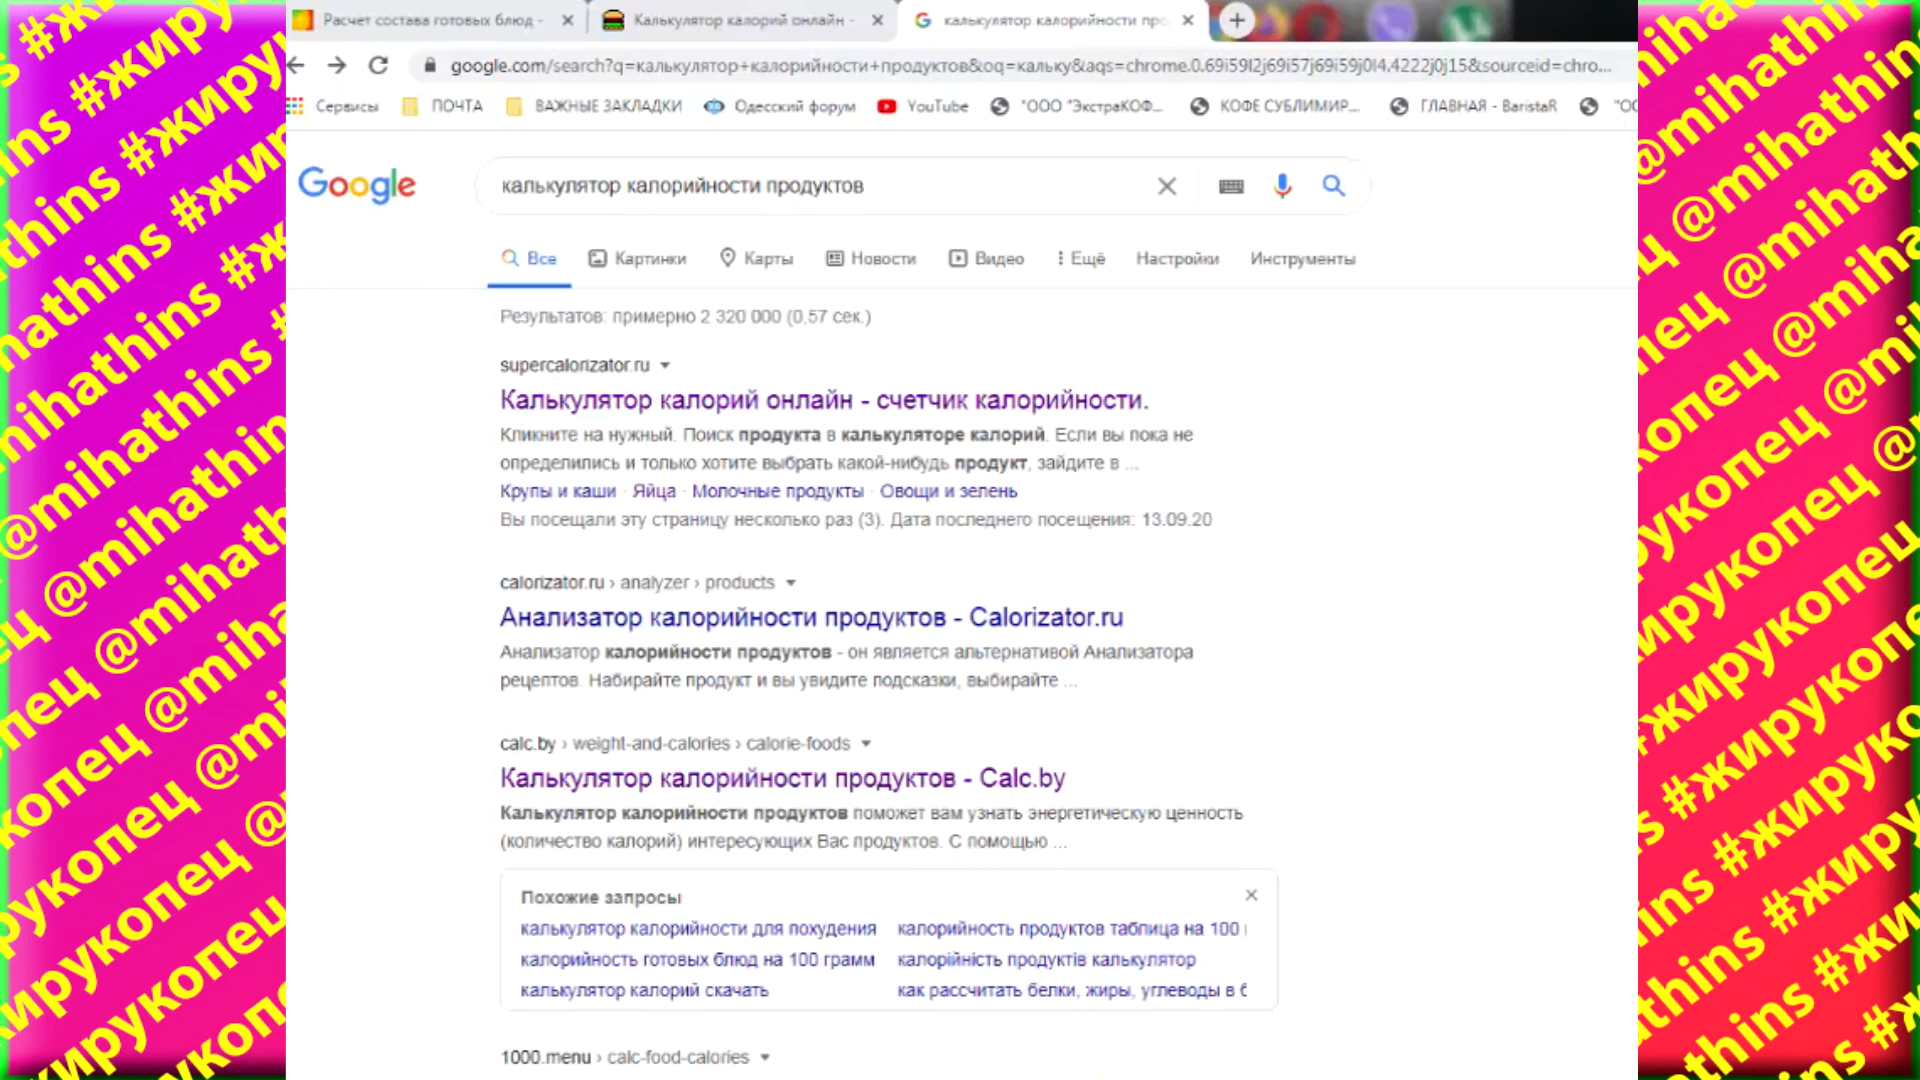 Расчет состава готовых блюд -
Калькулятор калорий онлайн -
калькулятор калорийности про
google.com/search?q=калькулятор+калорийности+продуктов&oq=кальку&aqs=chrome.0.69i59l2j69i57j69i59j0l4.4222j0j15&sourceid=chro...
Сервисы ПОЧТА ВАЖНЫЕ ЗАКЛАДКИ Одесский форум YouTube "ООО "ЭкстраКОФ... КОФЕ СУБЛИМИР... ГЛАВНАЯ - BaristaR "ОС
Google
калькулятор калорийности продуктов
Все Картинки Карты Новости Видео Ещё Настройки Инструменты
Результатов: примерно 2 320 000 (0,57 сек.)
supercalorizator.ru
Калькулятор калорий онлайн - счетчик калорийности.
Кликните на нужный. Поиск продукта в калькуляторе калорий. Если вы пока не
определились и только хотите выбрать какой-нибудь продукт, зайдите в ...
Крупы и каши · Яйца · Молочные продукты · Овощи и зелень
Вы посещали эту страницу несколько раз (3). Дата последнего посещения: 13.09.20
calorizator.ru › analyzer › products
Анализатор калорийности продуктов - Calorizator.ru
Анализатор калорийности продуктов - он является альтернативой Анализатора
рецептов. Набирайте продукт и вы увидите подсказки, выбирайте ...
calc.by › weight-and-calories › calorie-foods
Калькулятор калорийности продуктов - Calc.by
Калькулятор калорийности продуктов поможет вам узнать энергетическую ценность
(количество калорий) интересующих Вас продуктов. С помощью ...
Похожие запросы
калькулятор калорийности для похудения калорийность продуктов таблица на 100
калорийность готовых блюд на 100 грамм калорійність продуктів калькулятор
калькулятор калорий скачать как рассчитать белки, жиры, углеводы в б
1000.menu › calc-food-calories
#жирукопец @mihathins